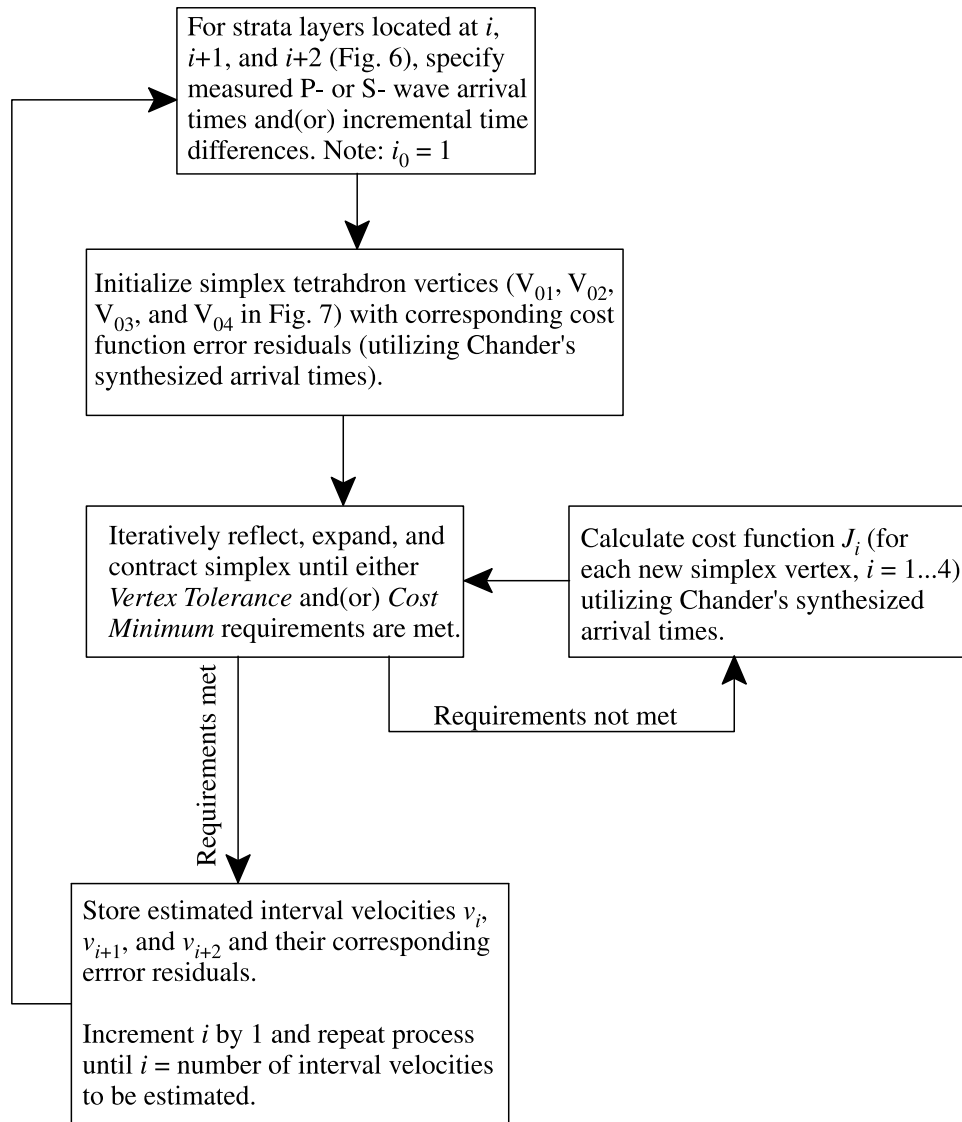 For strata layers located at i,
i+1, and i+2 (Fig. 6), specify
measured P- or S- wave arrival
times and(or) incremental time
differences. Note: i₀ = 1
Initialize simplex tetrahdron vertices (V₀₁, V₀₂,
V₀₃, and V₀₄ in Fig. 7) with corresponding cost
function error residuals (utilizing Chander's
synthesized arrival times).
Iteratively reflect, expand, and
contract simplex until either
Vertex Tolerance and(or) Cost
Minimum requirements are met.
Calculate cost function Jᵢ (for
each new simplex vertex, i = 1...4)
utilizing Chander's synthesized
arrival times.
Requirements not met
Requirements met
Store estimated interval velocities vᵢ,
vᵢ₊₁, and vᵢ₊₂ and their corresponding
errror residuals.
Increment i by 1 and repeat process
until i = number of interval velocities
to be estimated.